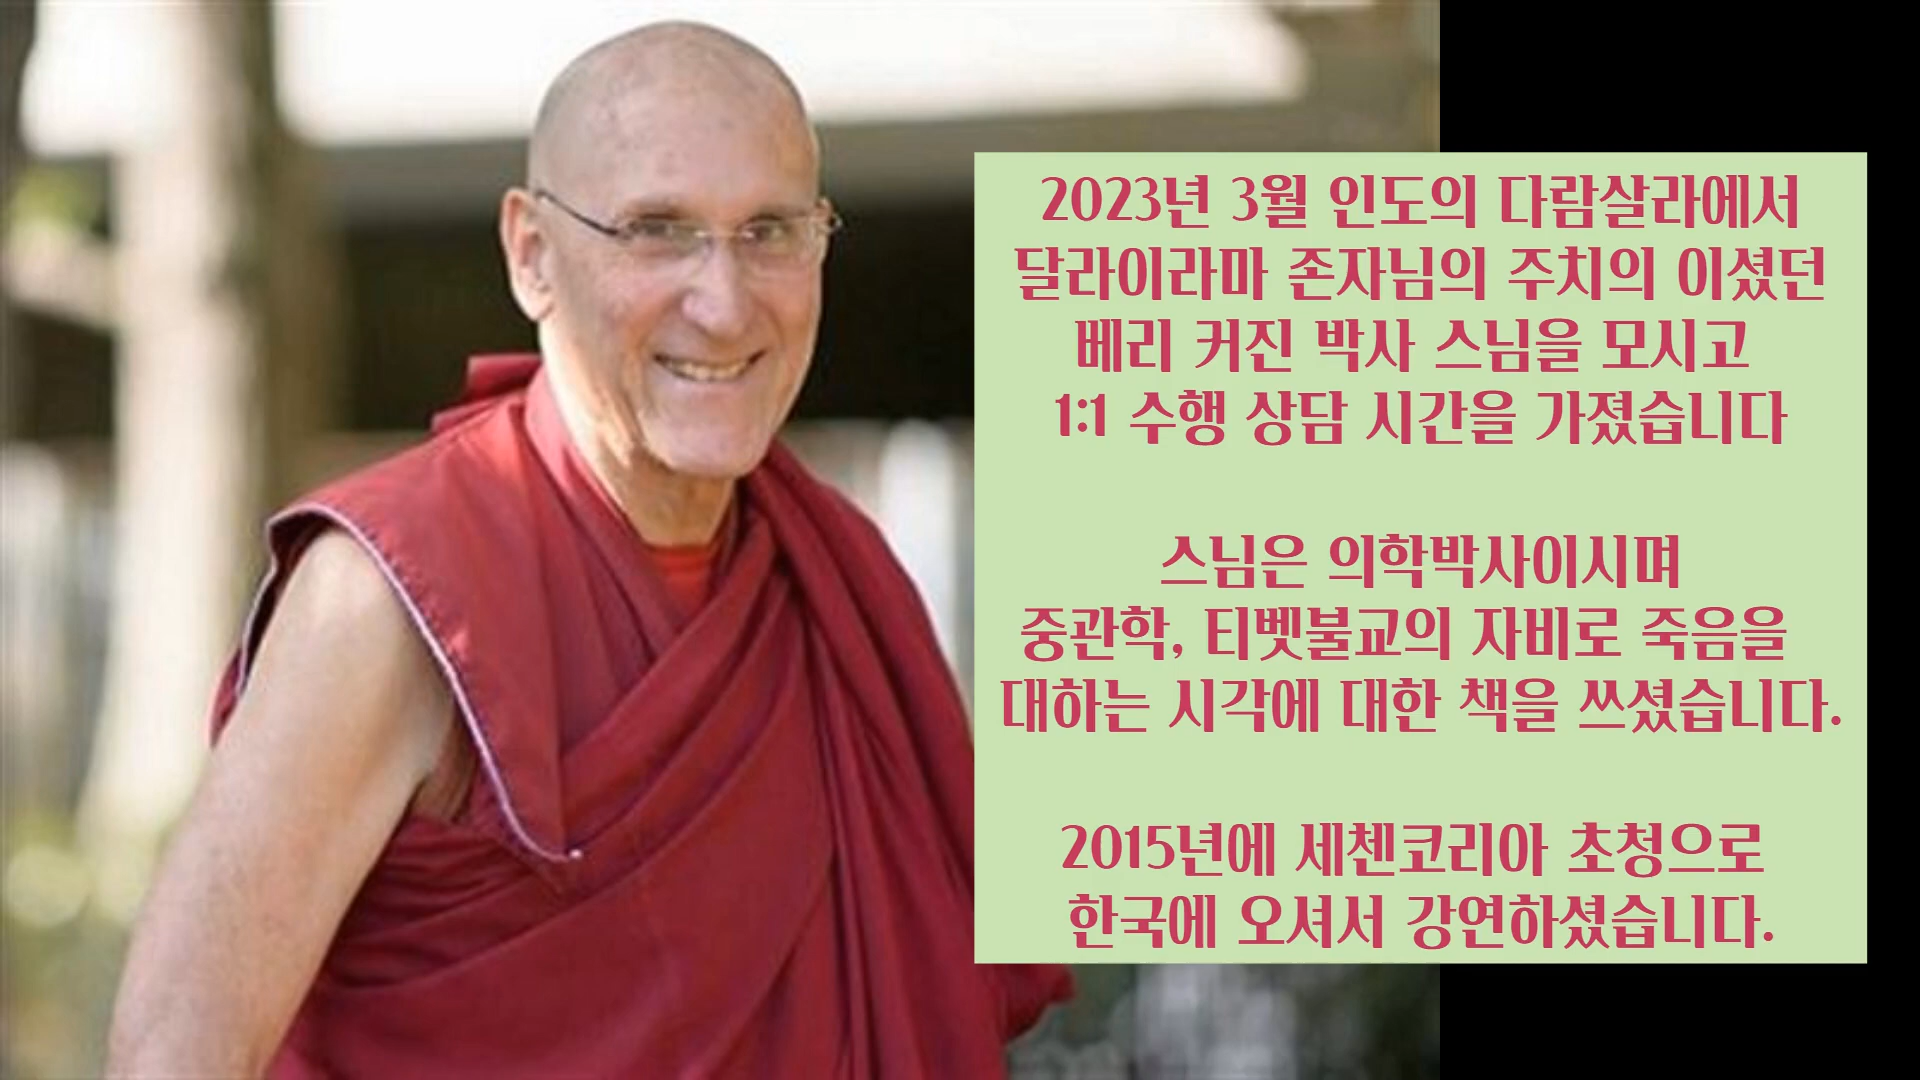 2023년 3월 인도의 다람살라에서
달라이라마 존자님의 주치의 이셨던
베리 커진 박사 스님을 모시고
1:1 수행 상담 시간을 가졌습니다
스님은 의학박사이시며
중관학, 티벳불교의 자비로 죽음을
대하는 시각에 대한 책을 쓰셨습니다.
2015년에 세첸코리아 초청으로
한국에 오셔서 강연하셨습니다.